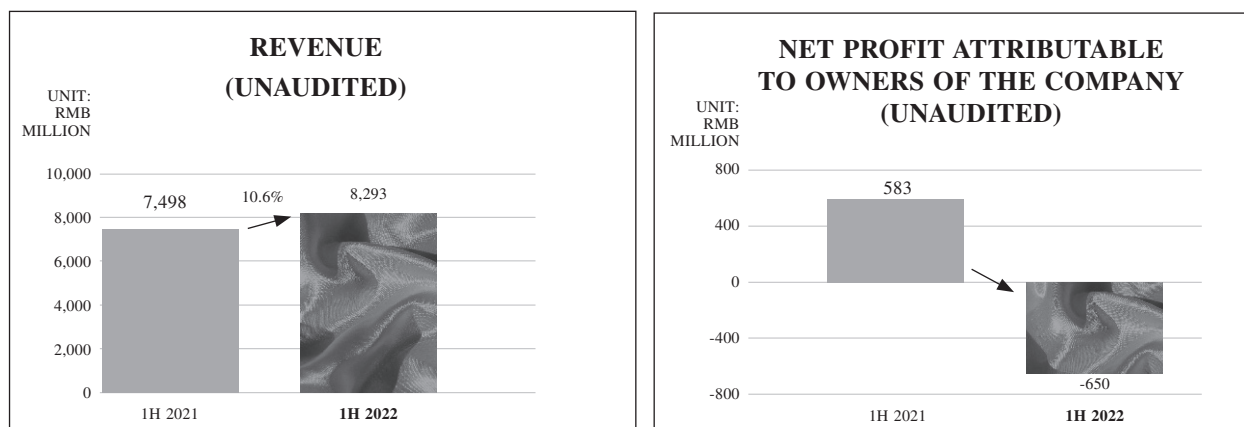 REVENUE
(UNAUDITED)
UNIT:
RMB
MILLION
10,000
8,000
6,000
4,000
2,000
0
7,498
10.6%
8,293
1H 2021
1H 2022
NET PROFIT ATTRIBUTABLE
TO OWNERS OF THE COMPANY
(UNAUDITED)
UNIT:
RMB
MILLION
800
400
0
-400
-800
583
-650
1H 2021
1H 2022